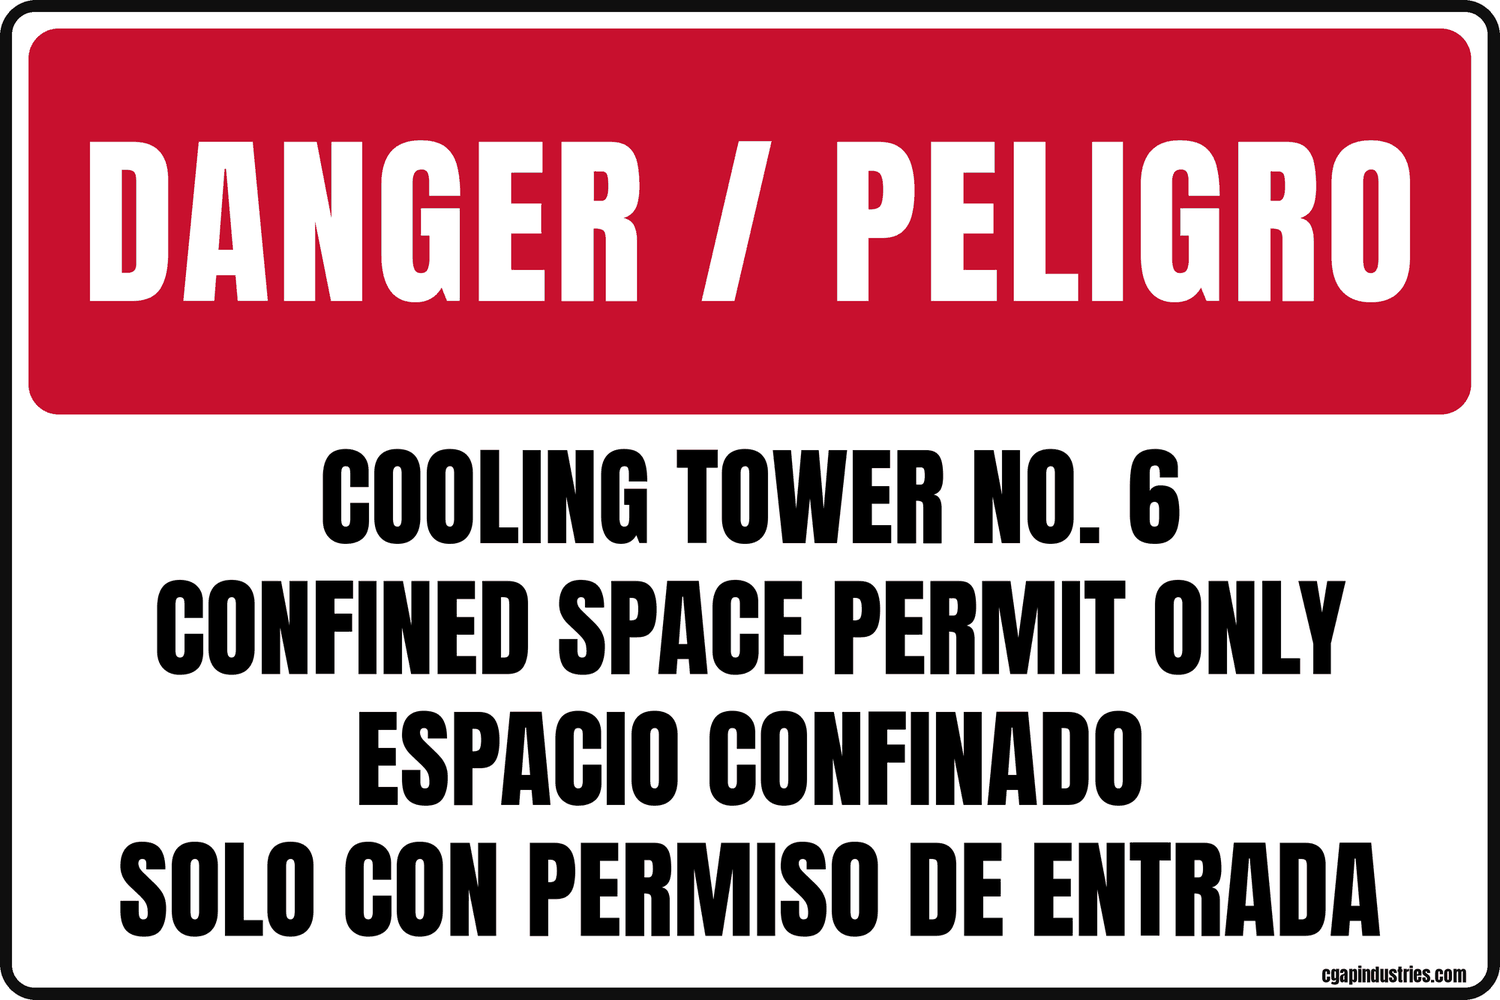 DANGER / PELIGRO
COOLING TOWER NO. 6
CONFINED SPACE PERMIT ONLY
ESPACIO CONFINADO
SOLO CON PERMISO DE ENTRADA
cgapindustries.com